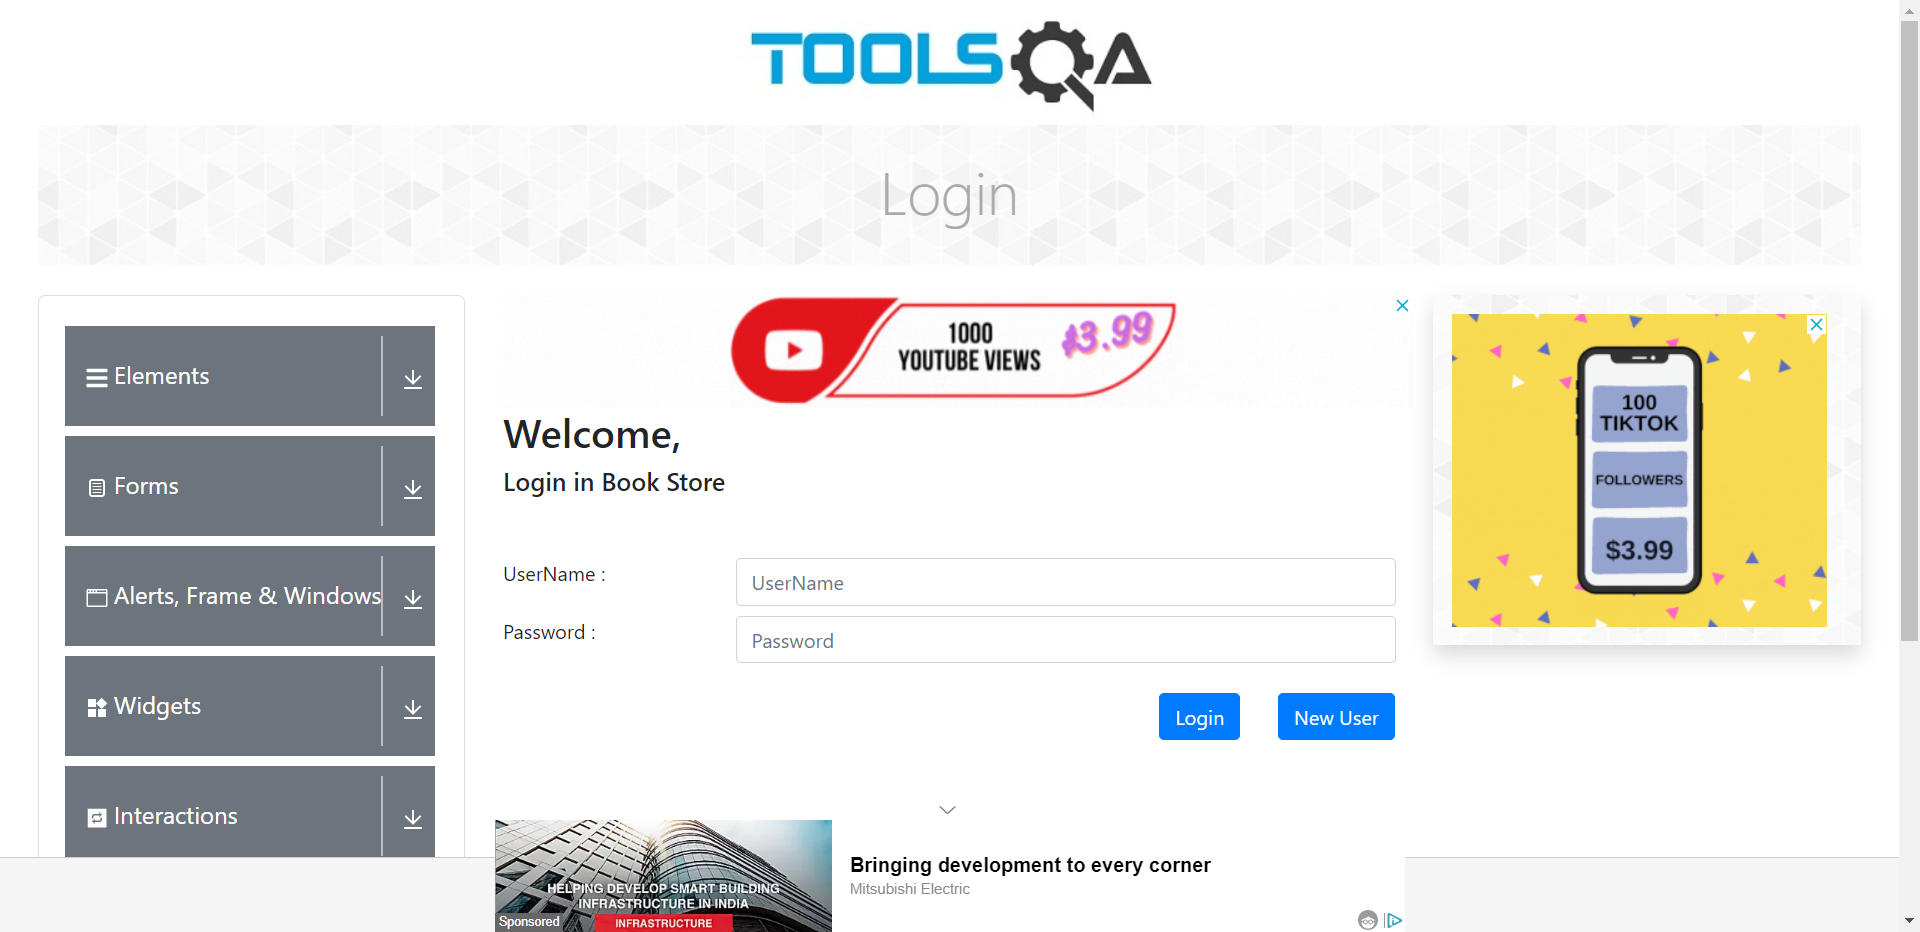 TOOLSQA
Login
Elements
Forms
Alerts, Frame & Windows
Widgets
Interactions
1000
YOUTUBE VIEWS
$3.99
Welcome,
Login in Book Store
UserName :
UserName
Password :
Password
Login
New User
100
TIKTOK
FOLLOWERS
$3.99
HELPING DEVELOP SMART BUILDING
INFRASTRUCTURE IN INDIA
INFRASTRUCTURE
Sponsored
Bringing development to every corner
Mitsubishi Electric